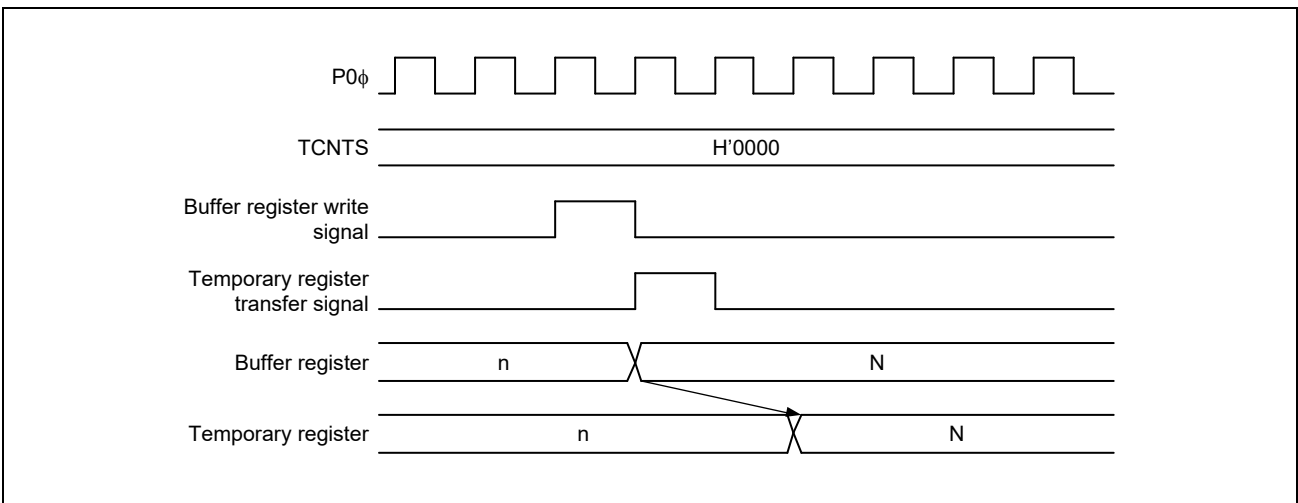 P0ϕ
TCNTS
H'0000
Buffer register write
signal
Temporary register
transfer signal
Buffer register
n
N
Temporary register
n
N